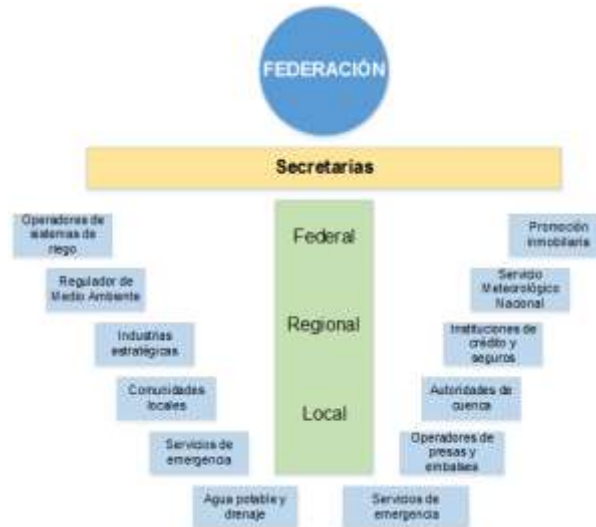 FEDERACIÓN
Secretarias
Federal
Regional
Local
Operadores de
sistemas de
riego
Regulador de
Medio Ambiente
Industrias
estratégicas
Comunidades
locales
Servicios de
emergencia
Agua potable y
drenaje
Promoción
inmobiliaria
Servicio
Meteorológico
Nacional
Instituciones de
crédito y
seguros
Autoridades de
cuenca
Operadores de
presas y
embalses
Servicios de
emergencia